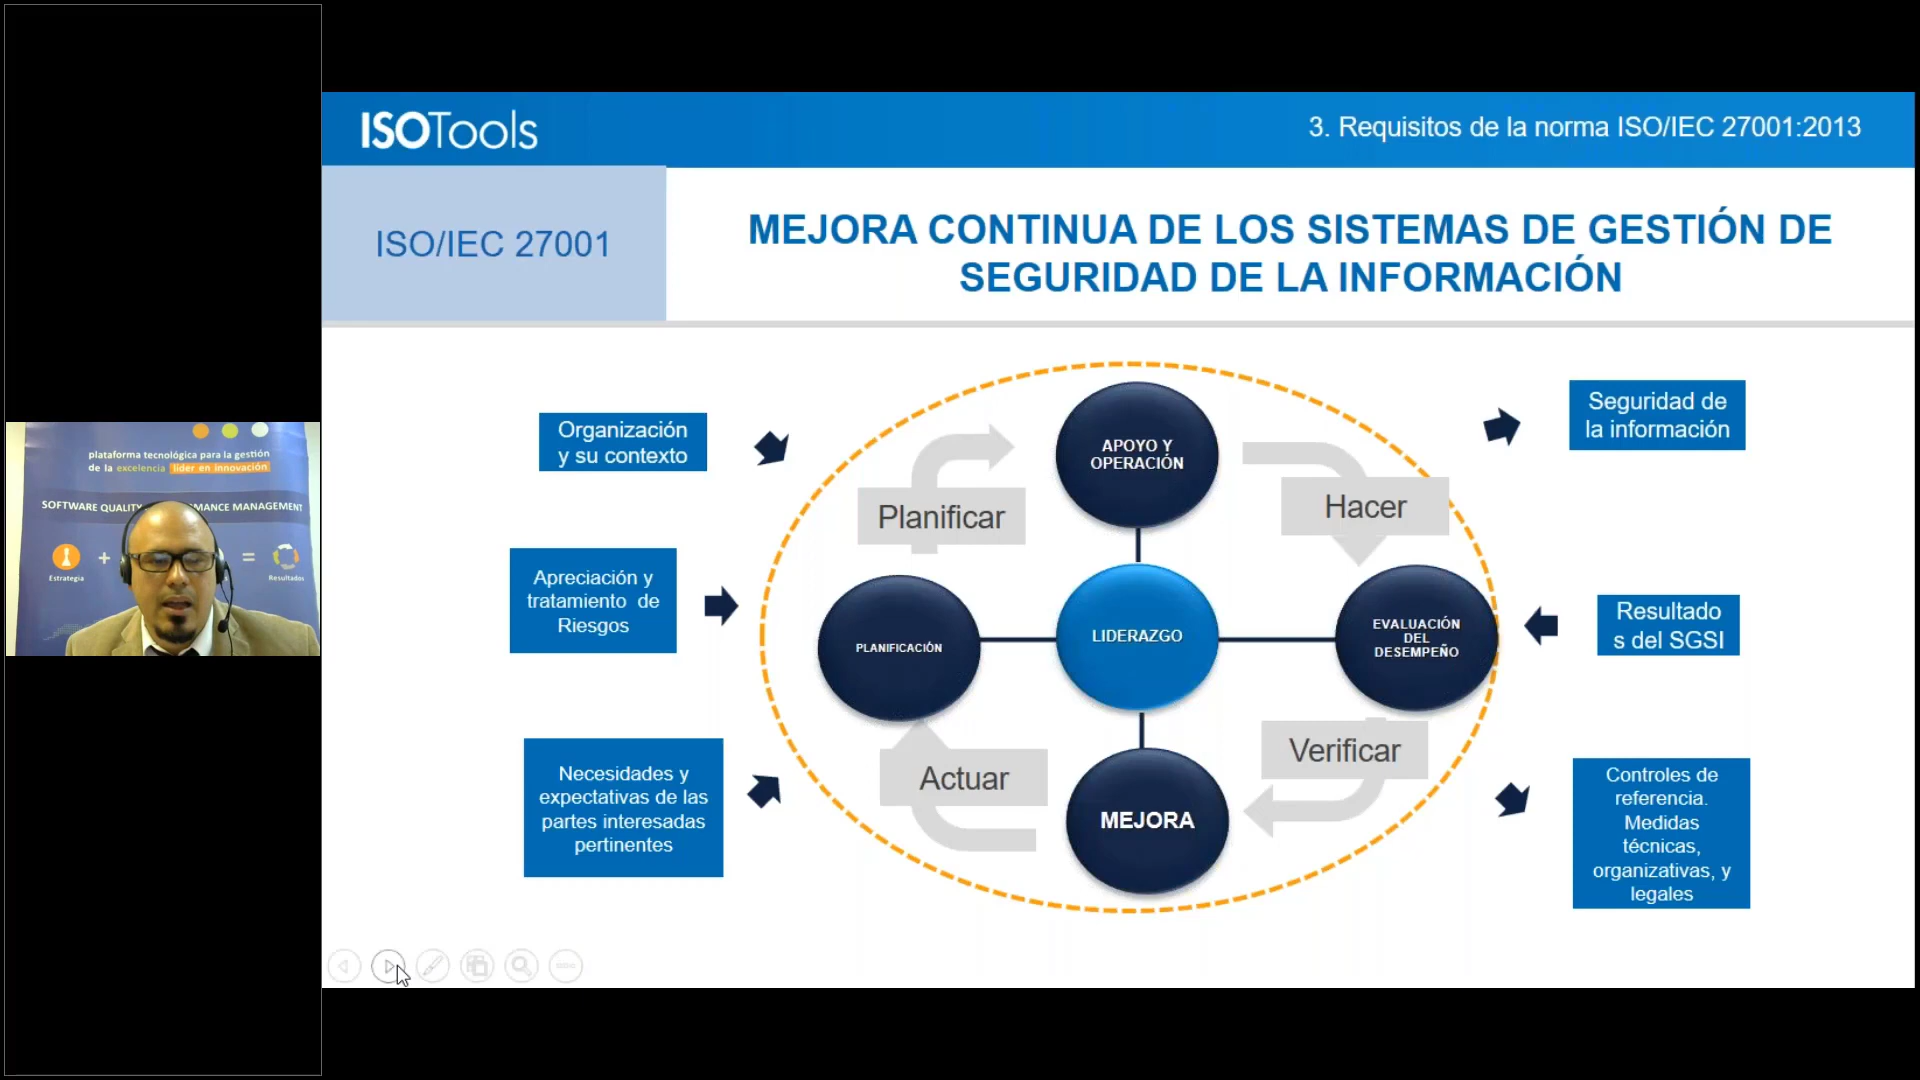 ISOTools
3. Requisitos de la norma ISO/IEC 27001:2013
ISO/IEC 27001
MEJORA CONTINUA DE LOS SISTEMAS DE GESTIÓN DE
SEGURIDAD DE LA INFORMACIÓN
Organización
y su contexto
Apreciación y
tratamiento de
Riesgos
Necesidades y
expectativas de las
partes interesadas
pertinentes
Planificar
APOYO Y
OPERACIÓN
Hacer
PLANIFICACIÓN
LIDERAZGO
EVALUACIÓN
DEL
DESEMPEÑO
Actuar
MEJORA
Verificar
Seguridad de
la información
Resultado
s del SGSI
Controles de
referencia.
Medidas
técnicas,
organizativas, y
legales
plataforma tecnológica para la gestión
de la excelencia líder en innovación
SOFTWARE QUALITY MANCE MANAGEMENT
+ =
Estrategia
Resultados